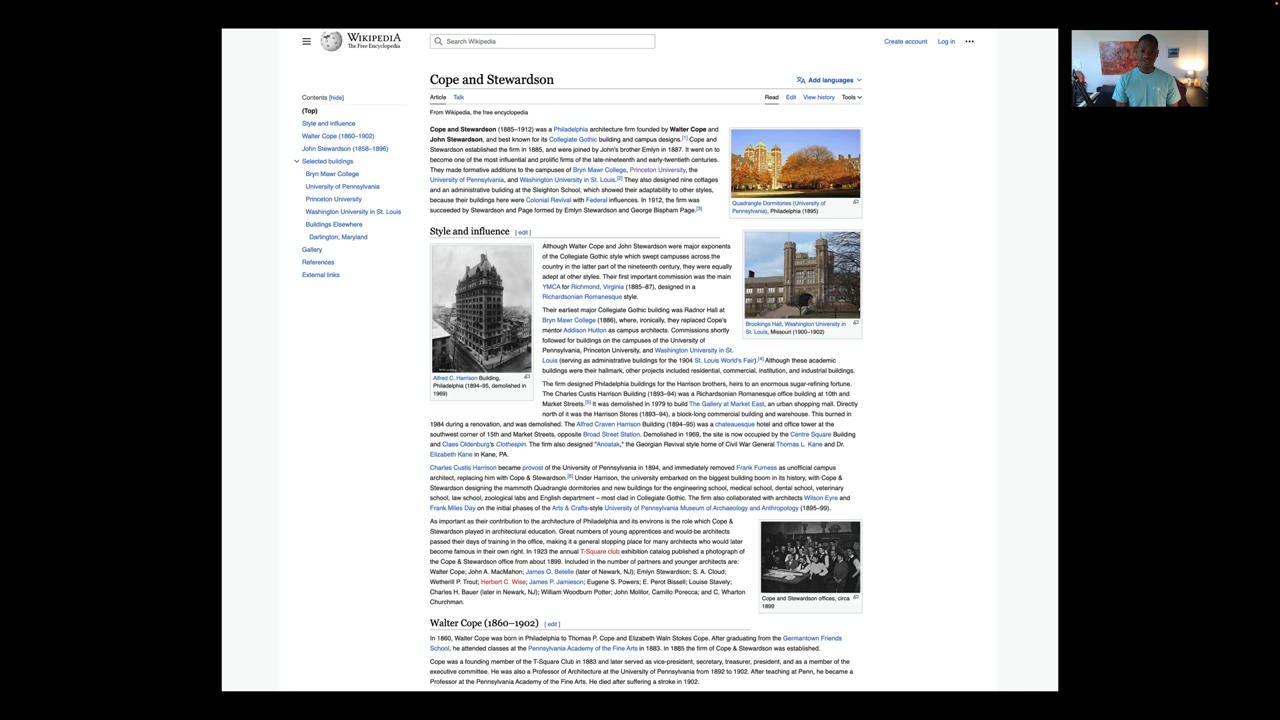 WIKIPEDIA
The Free Encyclopedia
Search Wikipedia
Create account
Log in
Contents [hide]
(Top)
Style and influence
Walter Cope (1860–1902)
John Stewardson (1858–1896)
Selected buildings
Bryn Mawr College
University of Pennsylvania
Princeton University
Washington University in St. Louis
Buildings Elsewhere
Darlington, Maryland
Gallery
References
External links
Cope and Stewardson
Add languages
Article
Talk
Read
Edit
View history
Tools
From Wikipedia, the free encyclopedia
Cope and Stewardson (1885–1912) was a Philadelphia architecture firm founded by Walter Cope and
John Stewardson, and best known for its Collegiate Gothic building and campus designs.[1] Cope and
Stewardson established the firm in 1885, and were joined by John's brother Emlyn in 1887. It went on to
become one of the most influential and prolific firms of the late-nineteenth and early-twentieth centuries.
They made formative additions to the campuses of Bryn Mawr College, Princeton University, the
University of Pennsylvania, and Washington University in St. Louis.[2] They also designed nine cottages
and an administrative building at the Sleighton School, which showed their adaptability to other styles,
because their buildings here were Colonial Revival with Federal influences. In 1912, the firm was
succeeded by Stewardson and Page formed by Emlyn Stewardson and George Bispham Page.[3]
Quadrangle Dormitories (University of
Pennsylvania), Philadelphia (1895)
Style and influence [ edit ]
Alfred C. Harrison Building,
Philadelphia (1894–95, demolished in
1969)
Although Walter Cope and John Stewardson were major exponents
of the Collegiate Gothic style which swept campuses across the
country in the latter part of the nineteenth century, they were equally
adept at other styles. Their first important commission was the main
YMCA for Richmond, Virginia (1885–87), designed in a
Richardsonian Romanesque style.
Their earliest major Collegiate Gothic building was Radnor Hall at
Bryn Mawr College (1886), where, ironically, they replaced Cope's
mentor Addison Hutton as campus architects. Commissions shortly
followed for buildings on the campuses of the University of
Pennsylvania, Princeton University, and Washington University in St.
Louis (serving as administrative buildings for the 1904 St. Louis World's Fair).[4] Although these academic
buildings were their hallmark, other projects included residential, commercial, institution, and industrial buildings.
Brookings Hall, Washington University in
St. Louis, Missouri (1900–1902)
The firm designed Philadelphia buildings for the Harrison brothers, heirs to an enormous sugar-refining fortune.
The Charles Custis Harrison Building (1893–94) was a Richardsonian Romanesque office building at 10th and
Market Streets.[5] It was demolished in 1979 to build The Gallery at Market East, an urban shopping mall. Directly
north of it was the Harrison Stores (1893–94), a block-long commercial building and warehouse. This burned in
1984 during a renovation, and was demolished. The Alfred Craven Harrison Building (1894–95) was a chateauesque hotel and office tower at the
southwest corner of 15th and Market Streets, opposite Broad Street Station. Demolished in 1969, the site is now occupied by the Centre Square Building
and Claes Oldenburg's Clothespin. The firm also designed "Anoatak," the Georgian Revival style home of Civil War General Thomas L. Kane and Dr.
Elizabeth Kane in Kane, PA.
Charles Custis Harrison became provost of the University of Pennsylvania in 1894, and immediately removed Frank Furness as unofficial campus
architect, replacing him with Cope & Stewardson.[6] Under Harrison, the university embarked on the biggest building boom in its history, with Cope &
Stewardson designing the mammoth Quadrangle dormitories and new buildings for the engineering school, medical school, dental school, veterinary
school, law school, zoological labs and English department – most clad in Collegiate Gothic. The firm also collaborated with architects Wilson Eyre and
Frank Miles Day on the initial phases of the Arts & Crafts-style University of Pennsylvania Museum of Archaeology and Anthropology (1895–99).
As important as their contribution to the architecture of Philadelphia and its environs is the role which Cope &
Stewardson played in architectural education. Great numbers of young apprentices and would-be architects
passed their days of training in the office, making it a general stopping place for many architects who would later
become famous in their own right. In 1923 the annual T-Square club exhibition catalog published a photograph of
the Cope & Stewardson office from about 1899. Included in the number of partners and younger architects are:
Walter Cope; John A. MacMahon; James O. Betelle (later of Newark, NJ); Emlyn Stewardson; S. A. Cloud;
Wetherill P. Trout; Herbert C. Wise; James P. Jamieson; Eugene S. Powers; E. Perot Bissell; Louise Stavely;
Charles H. Bauer (later in Newark, NJ); William Woodburn Potter; John Molitor, Camillo Porecca; and C. Wharton
Churchman.
Cope and Stewardson offices, circa
1899
Walter Cope (1860–1902) [ edit ]
In 1860, Walter Cope was born in Philadelphia to Thomas P. Cope and Elizabeth Waln Stokes Cope. After graduating from the Germantown Friends
School, he attended classes at the Pennsylvania Academy of the Fine Arts in 1883. In 1885 the firm of Cope & Stewardson was established.
Cope was a founding member of the T-Square Club in 1883 and later served as vice-president, secretary, treasurer, president, and as a member of the
executive committee. He was also a Professor of Architecture at the University of Pennsylvania from 1892 to 1902. After teaching at Penn, he became a
Professor at the Pennsylvania Academy of the Fine Arts. He died after suffering a stroke in 1902.